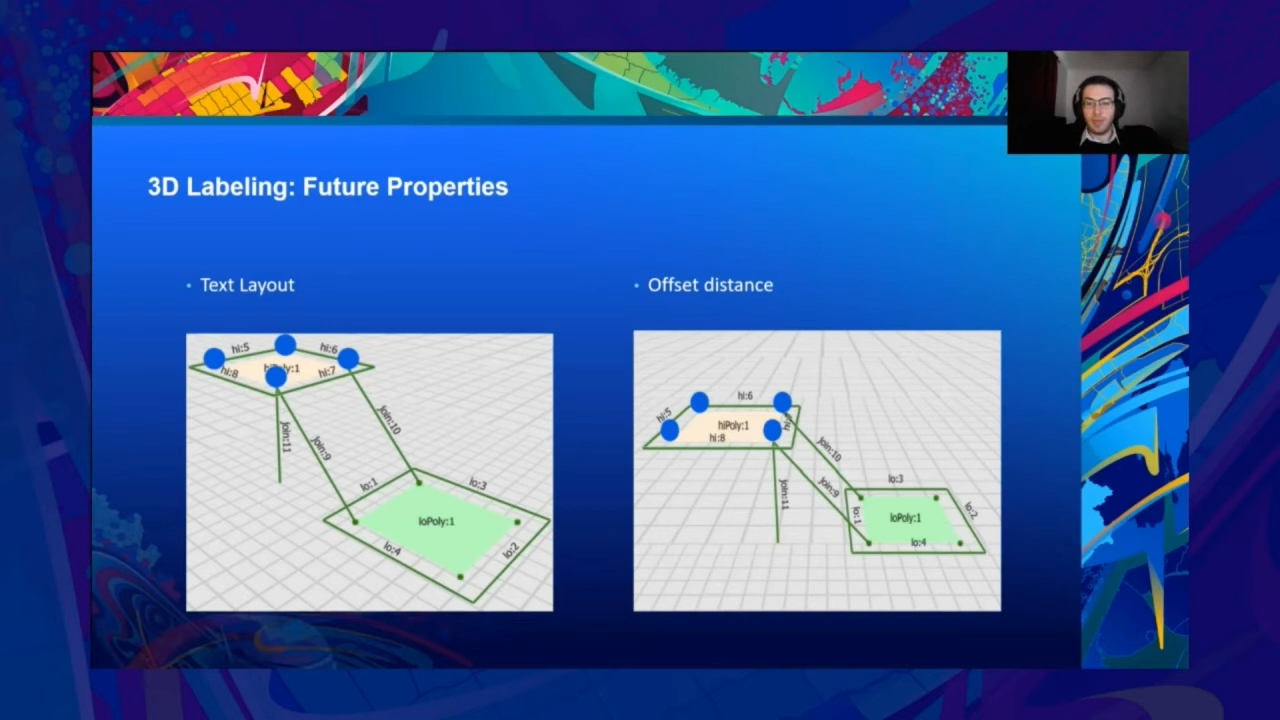 3D Labeling: Future Properties
• Text Layout
hi:5
hi:6
hi:8
hi:7
join:10
join:11
join:9
lo:1
lo:3
loPoly:1
lo:4
lo:2
• Offset distance
hi:6
hi:5
hiPoly:1
hi:8
join:10
join:9
join:11
lo:3
lo:1
loPoly:1
lo:2
lo:4